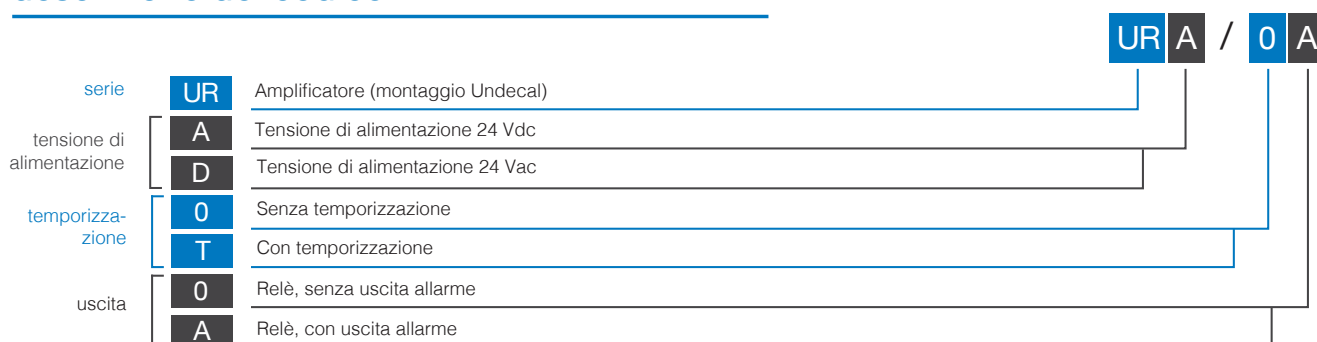 UR A / 0 A
serie UR Amplificatore (montaggio Undecal)
tensione di alimentazione
A Tensione di alimentazione 24 Vdc
D Tensione di alimentazione 24 Vac
temporizza-
zione
0 Senza temporizzazione
T Con temporizzazione
uscita
0 Relè, senza uscita allarme
A Relè, con uscita allarme